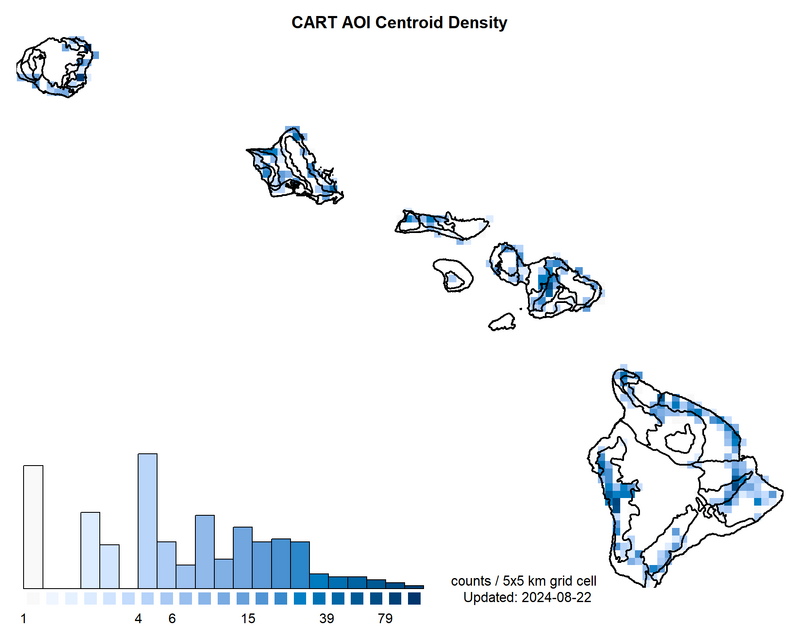 CART AOI Centroid Density
counts / 5x5 km grid cell
Updated: 2024-08-22
1 4 6 15 39 79